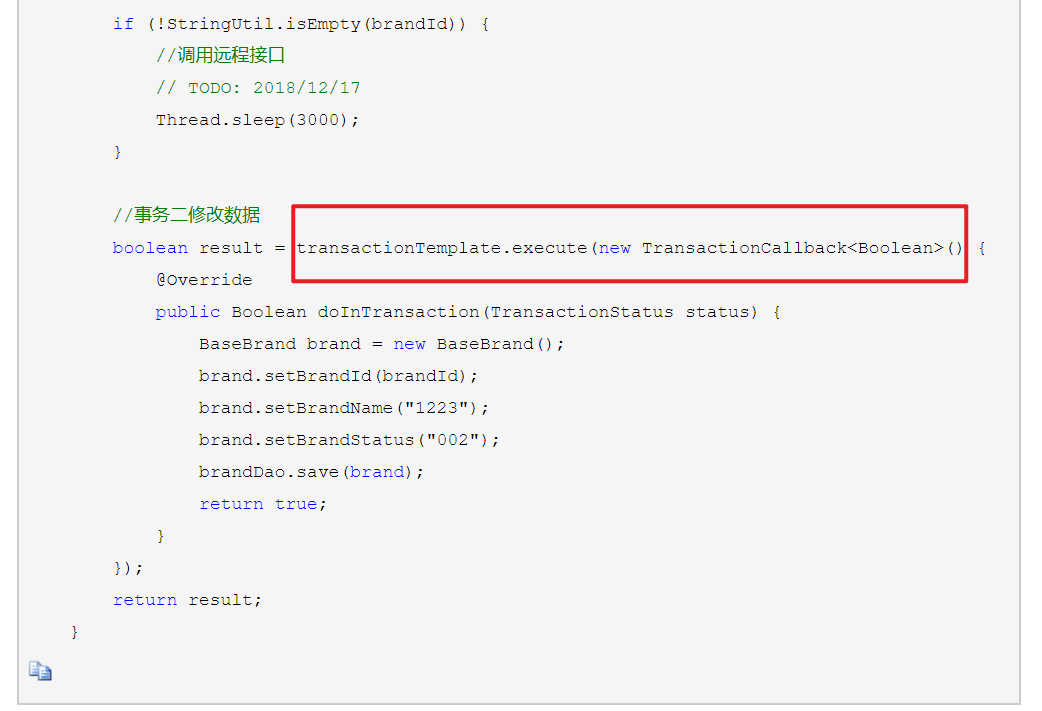 if (!StringUtil.isEmpty(brandId)) {
//调用远程接口
// TODO: 2018/12/17
Thread.sleep(3000);
}
//事务二修改数据
boolean result = transactionTemplate.execute(new TransactionCallback<Boolean>() {
@Override
public Boolean doInTransaction(TransactionStatus status) {
BaseBrand brand = new BaseBrand();
brand.setBrandId(brandId);
brand.setBrandName("1223");
brand.setBrandStatus("002");
brandDao.save(brand);
return true;
}
});
return result;
}